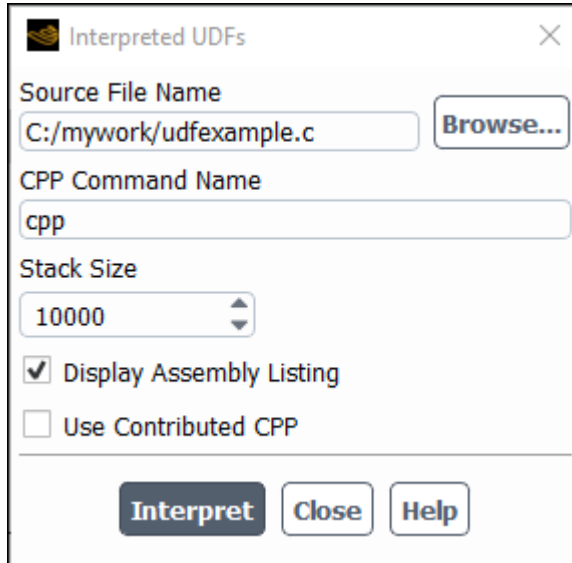 Interpreted UDFs
Source File Name
C:/mywork/udfexample.c
Browse...
CPP Command Name
cpp
Stack Size
10000
Display Assembly Listing
Use Contributed CPP
Interpret Close Help